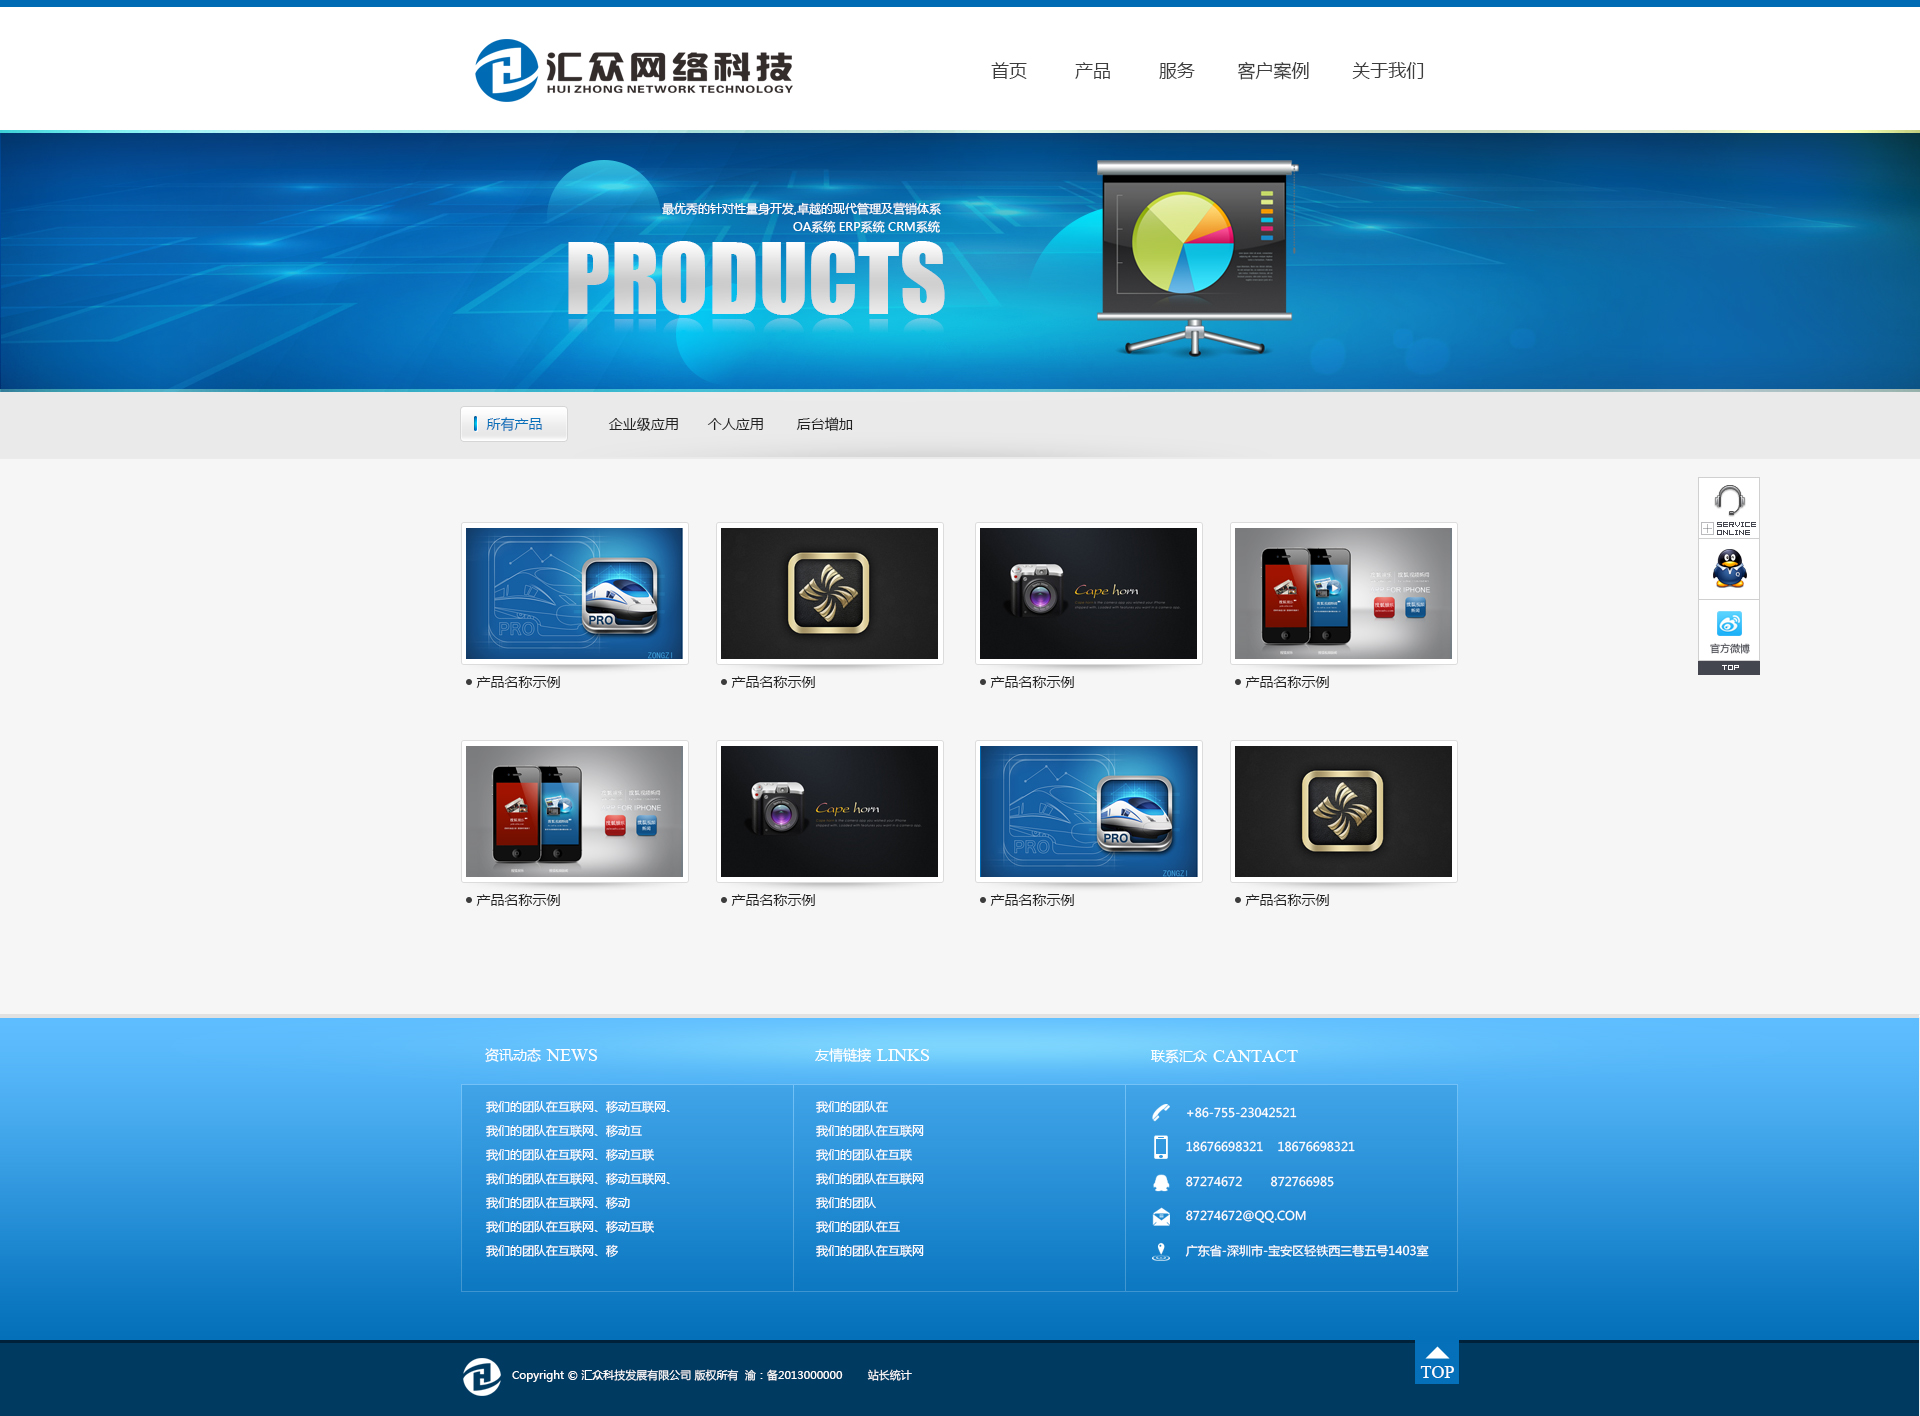 汇众网络科技
HUI ZHONG NETWORK TECHNOLOGY
首页 产品 服务 客户案例 关于我们
最优秀的针对性量身开发,卓越的现代管理及营销体系
OA系统 ERP系统 CRM系统
PRODUCTS
所有产品 企业级应用 个人应用 后台增加
SERVICE
ONLINE
官方微博
TOP
PRO
PRO
ZONGZI
Cape horn
FOR IPHONE
产品名称示例
产品名称示例
产品名称示例
产品名称示例
FOR IPHONE
Cape horn
PRO
PRO
ZONGZI
产品名称示例
产品名称示例
产品名称示例
产品名称示例
资讯动态 NEWS
我们的团队在互联网、移动互联网、
我们的团队在互联网、移动互
我们的团队在互联网、移动互联
我们的团队在互联网、移动互联网、
我们的团队在互联网、移动
我们的团队在互联网、移动互联
我们的团队在互联网、移
友情链接 LINKS
我们的团队在
我们的团队在互联网
我们的团队在互联
我们的团队在互联网
我们的团队
我们的团队在互
我们的团队在互联网
联系汇众 CANTACT
+86-755-23042521
18676698321 18676698321
87274672 872766985
87274672@QQ.COM
广东省-深圳市-宝安区轻铁西三巷五号1403室
Copyright © 汇众科技发展有限公司 版权所有 渝：备2013000000 站长统计
TOP